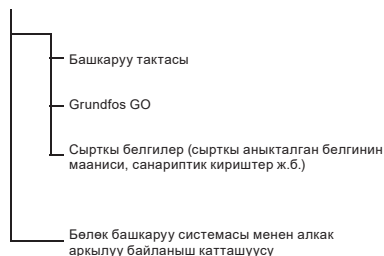 Башкаруу тактасы
Grundfos GO
Сырткы белгилер (сырткы аныкталган белгинин
мааниси, санариптик кириштер ж.б.)
Бөлөк башкаруу системасы менен алкак
аркылуу байланыш катташуусу